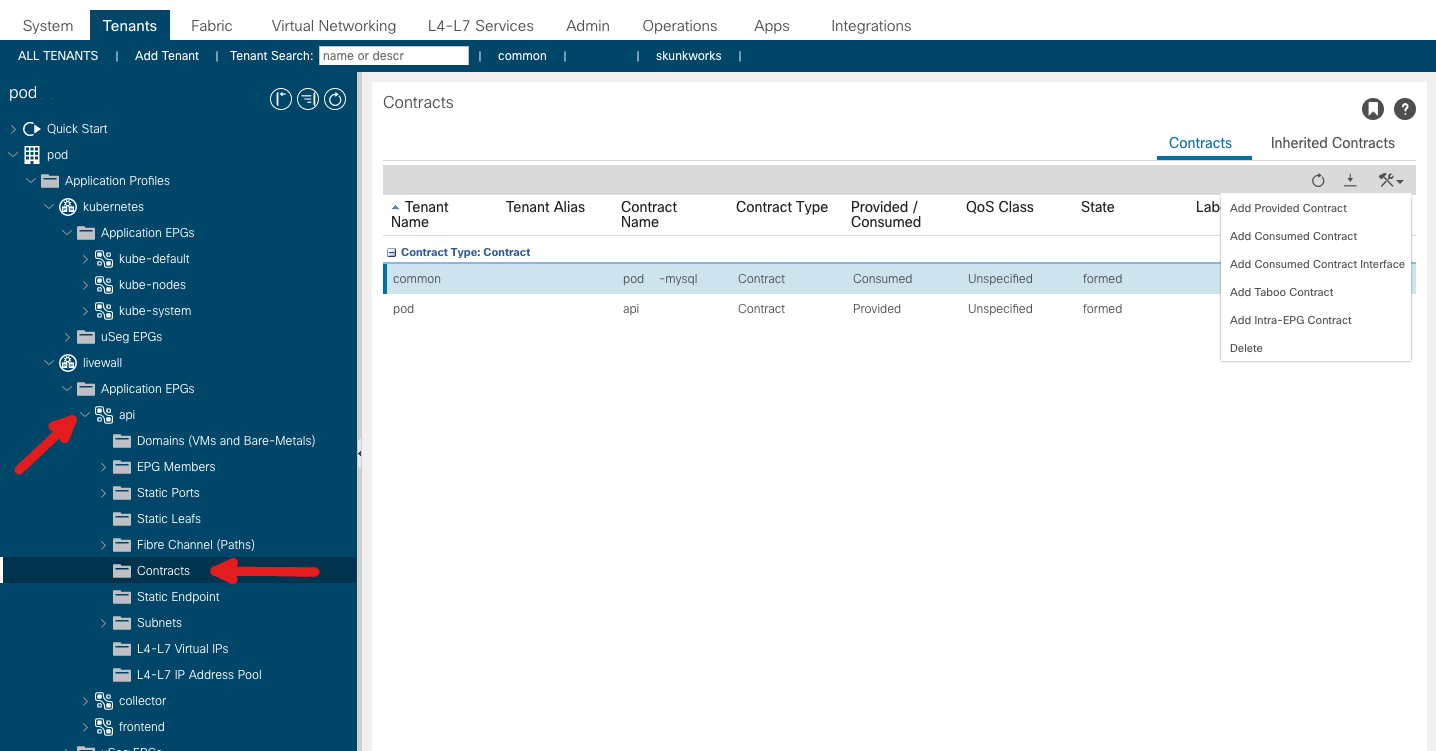 System Tenants Fabric Virtual Networking L4-L7 Services Admin Operations Apps Integrations
ALL TENANTS | Add Tenant | Tenant Search: name or descr | common | | skunkworks |
pod
Quick Start
pod
Application Profiles
kubernetes
Application EPGs
kube-default
kube-nodes
kube-system
uSeg EPGs
livewall
Application EPGs
api
Domains (VMs and Bare-Metals)
EPG Members
Static Ports
Static Leafs
Fibre Channel (Paths)
Contracts
Static Endpoint
Subnets
L4-L7 Virtual IPs
L4-L7 IP Address Pool
collector
frontend
uSeg EPGs
Contracts
Contracts Inherited Contracts
Tenant Name Tenant Alias Contract Name Contract Type Provided / Consumed QoS Class State
Contract Type: Contract
common pod -mysql Contract Consumed Unspecified formed
pod api Contract Provided Unspecified formed
Add Provided Contract
Add Consumed Contract
Add Consumed Contract Interface
Add Taboo Contract
Add Intra-EPG Contract
Delete